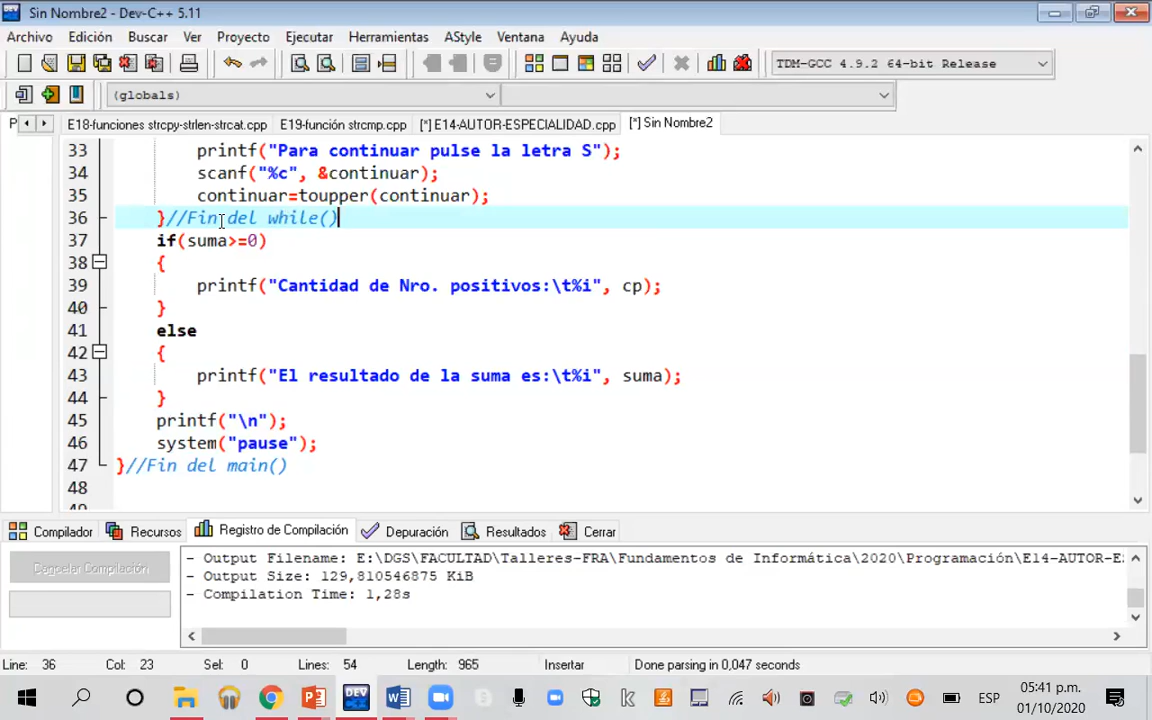 Sin Nombre2 - Dev-C++ 5.11
Archivo Edición Buscar Ver Proyecto Ejecutar Herramientas AStyle Ventana Ayuda
TDM-GCC 4.9.2 64-bit Release
(globals)
P E18-funciones strcpy-strlen-strcat.cpp E19-función strcmp.cpp [*] E14-AUTOR-ESPECIALIDAD.cpp [*] Sin Nombre2
33 printf("Para continuar pulse la letra S");
34 scanf("%c", &continuar);
35 continuar=toupper(continuar);
36 }//Fin del while()
37 if(suma>=0)
38 {
39 printf("Cantidad de Nro. positivos:\t%i", cp);
40 }
41 else
42 {
43 printf("El resultado de la suma es:\t%i", suma);
44 }
45 printf("\n");
46 system("pause");
47 }//Fin del main()
48
Compilador Recursos Registro de Compilación Depuración Resultados Cerrar
Cancelar Compilación
- Output Filename: E:\DGS\FACULTAD\Talleres-FRA\Fundamentos de Informática\2020\Programación\E14-AUTOR-E
- Output Size: 129,810546875 KiB
- Compilation Time: 1,28s
Line: 36 Col: 23 Sel: 0 Lines: 54 Length: 965 Insertar Done parsing in 0,047 seconds
ESP
05:41 p.m.
01/10/2020